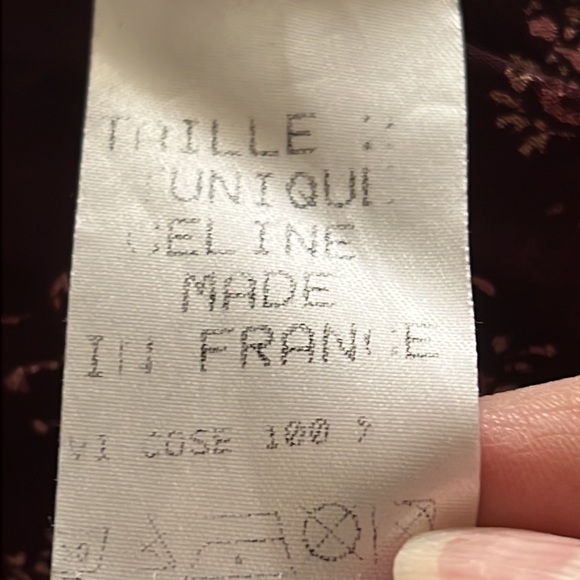 TAILLE :
UNIQUE
CELINE
MADE
IN FRANCE
VISCOSE 100 %